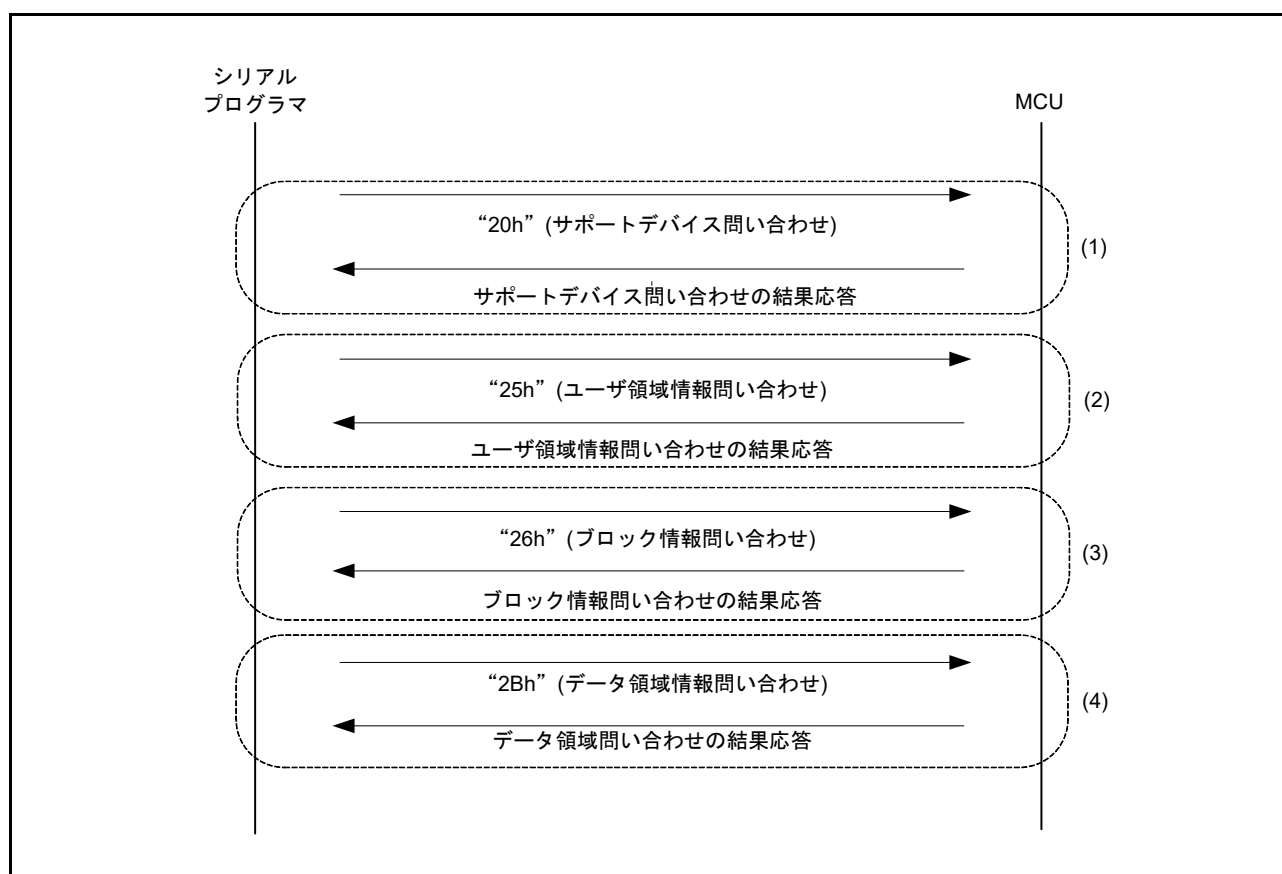 シリアル
プログラマ
MCU
“20h” (サポートデバイス問い合わせ)
(1)
サポートデバイス問い合わせの結果応答
“25h” (ユーザ領域情報問い合わせ)
(2)
ユーザ領域情報問い合わせの結果応答
“26h” (ブロック情報問い合わせ)
(3)
ブロック情報問い合わせの結果応答
“2Bh” (データ領域情報問い合わせ)
(4)
データ領域問い合わせの結果応答